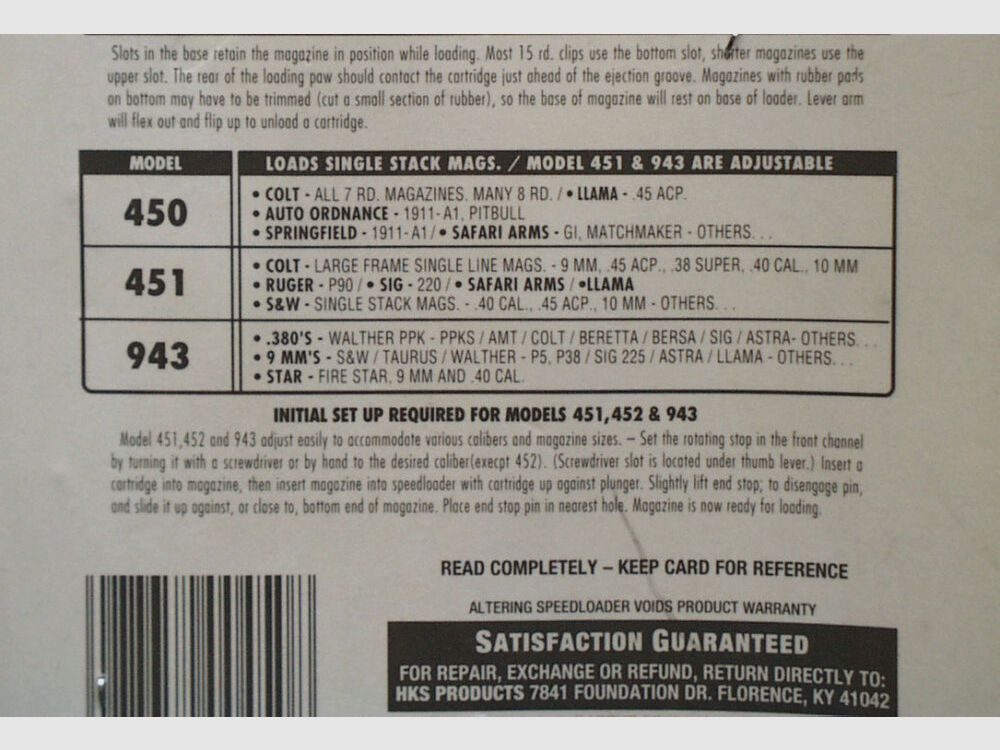 Slots in the base retain the magazine in position while loading. Most 15 rd. clips use the bottom slot, shorter magazines use the
upper slot. The rear of the loading paw should contact the cartridge just ahead of the ejection groove. Magazines with rubber pads
on bottom may have to be trimmed (cut a small section of rubber), so the base of magazine will rest on base of loader. Lever arm
will flex out and flip up to unload a cartridge.
MODEL LOADS SINGLE STACK MAGS. / MODEL 451 & 943 ARE ADJUSTABLE
450
• COLT - ALL 7 RD. MAGAZINES. MANY 8 RD. / • LLAMA - .45 ACP.
• AUTO ORDNANCE - 1911-A1, PITBULL
• SPRINGFIELD - 1911-A1 / • SAFARI ARMS - GI, MATCHMAKER - OTHERS. . .
451
• COLT - LARGE FRAME SINGLE LINE MAGS. - 9 MM, .45 ACP., .38 SUPER, .40 CAL., 10 MM
• RUGER - P90 / • SIG - 220 / • SAFARI ARMS / •LLAMA
• S&W - SINGLE STACK MAGS. - .40 CAL., .45 ACP., 10 MM - OTHERS. . .
943
• .380'S - WALTHER PPK - PPKS / AMT / COLT / BERETTA / BERSA / SIG / ASTRA- OTHERS. . .
• 9 MM'S - S&W / TAURUS / WALTHER - P5, P38 / SIG 225 / ASTRA / LLAMA - OTHERS. . .
• STAR - FIRE STAR, 9 MM AND .40 CAL.
INITIAL SET UP REQUIRED FOR MODELS 451,452 & 943
Model 451,452 and 943 adjust easily to accommodate various calibers and magazine sizes. – Set the rotating stop in the front channel
by turning it with a screwdriver or by hand to the desired caliber(execpt 452). (Screwdriver slot is located under thumb lever.) Insert a
cartridge into magazine, then insert magazine into speedloader with cartridge up against plunger. Slightly lift end stop, to disengage pin,
and slide it up against, or close to, bottom end of magazine. Place end stop pin in nearest hole. Magazine is now ready for loading.
READ COMPLETELY – KEEP CARD FOR REFERENCE
ALTERING SPEEDLOADER VOIDS PRODUCT WARRANTY
SATISFACTION GUARANTEED
FOR REPAIR, EXCHANGE OR REFUND, RETURN DIRECTLY TO:
HKS PRODUCTS 7841 FOUNDATION DR. FLORENCE, KY 41042